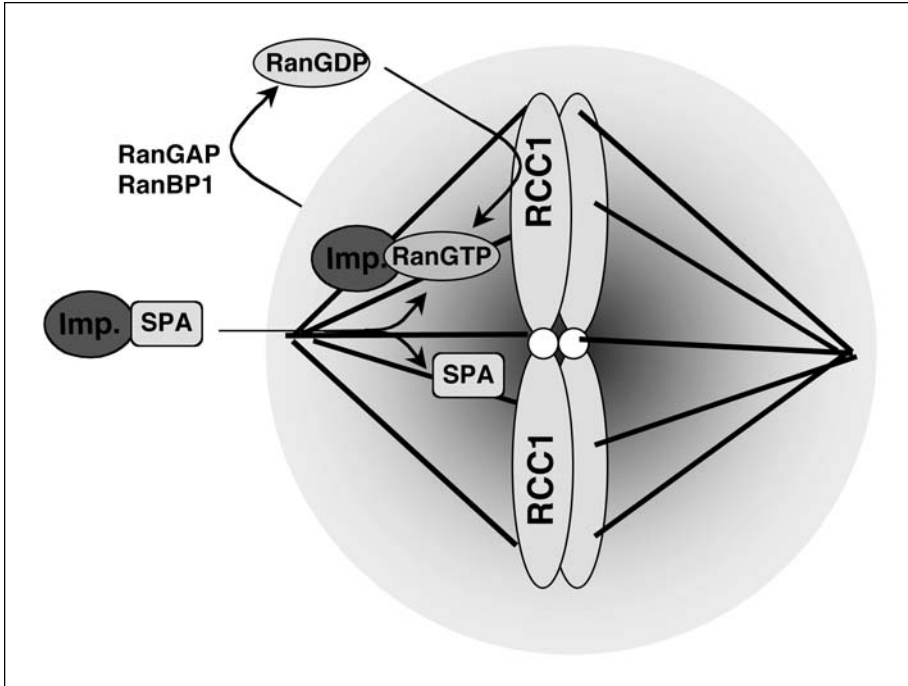 RanGDP
RanGAP
RanBP1
RCC1
Imp.
RanGTP
Imp.
SPA
SPA
RCC1